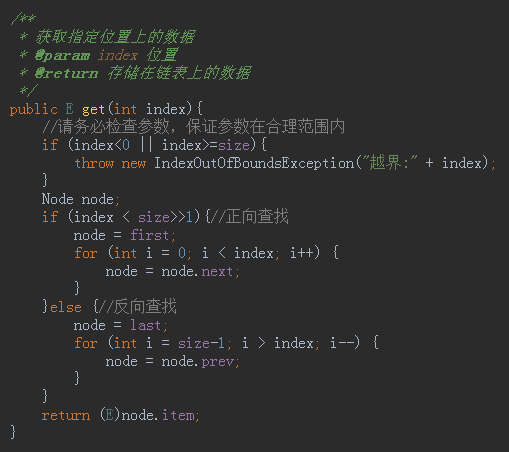 /**
 * 获取指定位置上的数据
 * @param index 位置
 * @return 存储在链表上的数据
 */
public E get(int index){
    //请务必检查参数，保证参数在合理范围内
    if (index<0 || index>=size){
        throw new IndexOutOfBoundsException("越界:" + index);
    }
    Node node;
    if (index < size>>1){//正向查找
        node = first;
        for (int i = 0; i < index; i++) {
            node = node.next;
        }
    }else {//反向查找
        node = last;
        for (int i = size-1; i > index; i--) {
            node = node.prev;
        }
    }
    return (E)node.item;
}